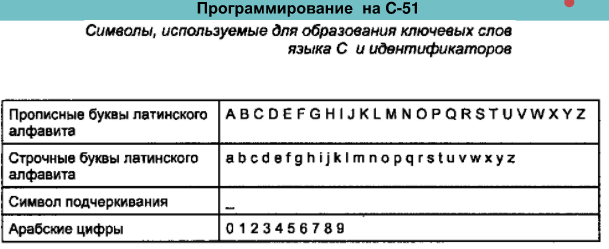 Программирование на С-51
Символы, используемые для образования ключевых слов
языка С и идентификаторов
Прописные буквы латинского
алфавита
A B C D E F G H I J K L M N O P Q R S T U V W X Y Z
Строчные буквы латинского
алфавита
a b c d e f g h i j k l m n o p q r s t u v w x y z
Символ подчеркивания
_
Арабские цифры
0 1 2 3 4 5 6 7 8 9